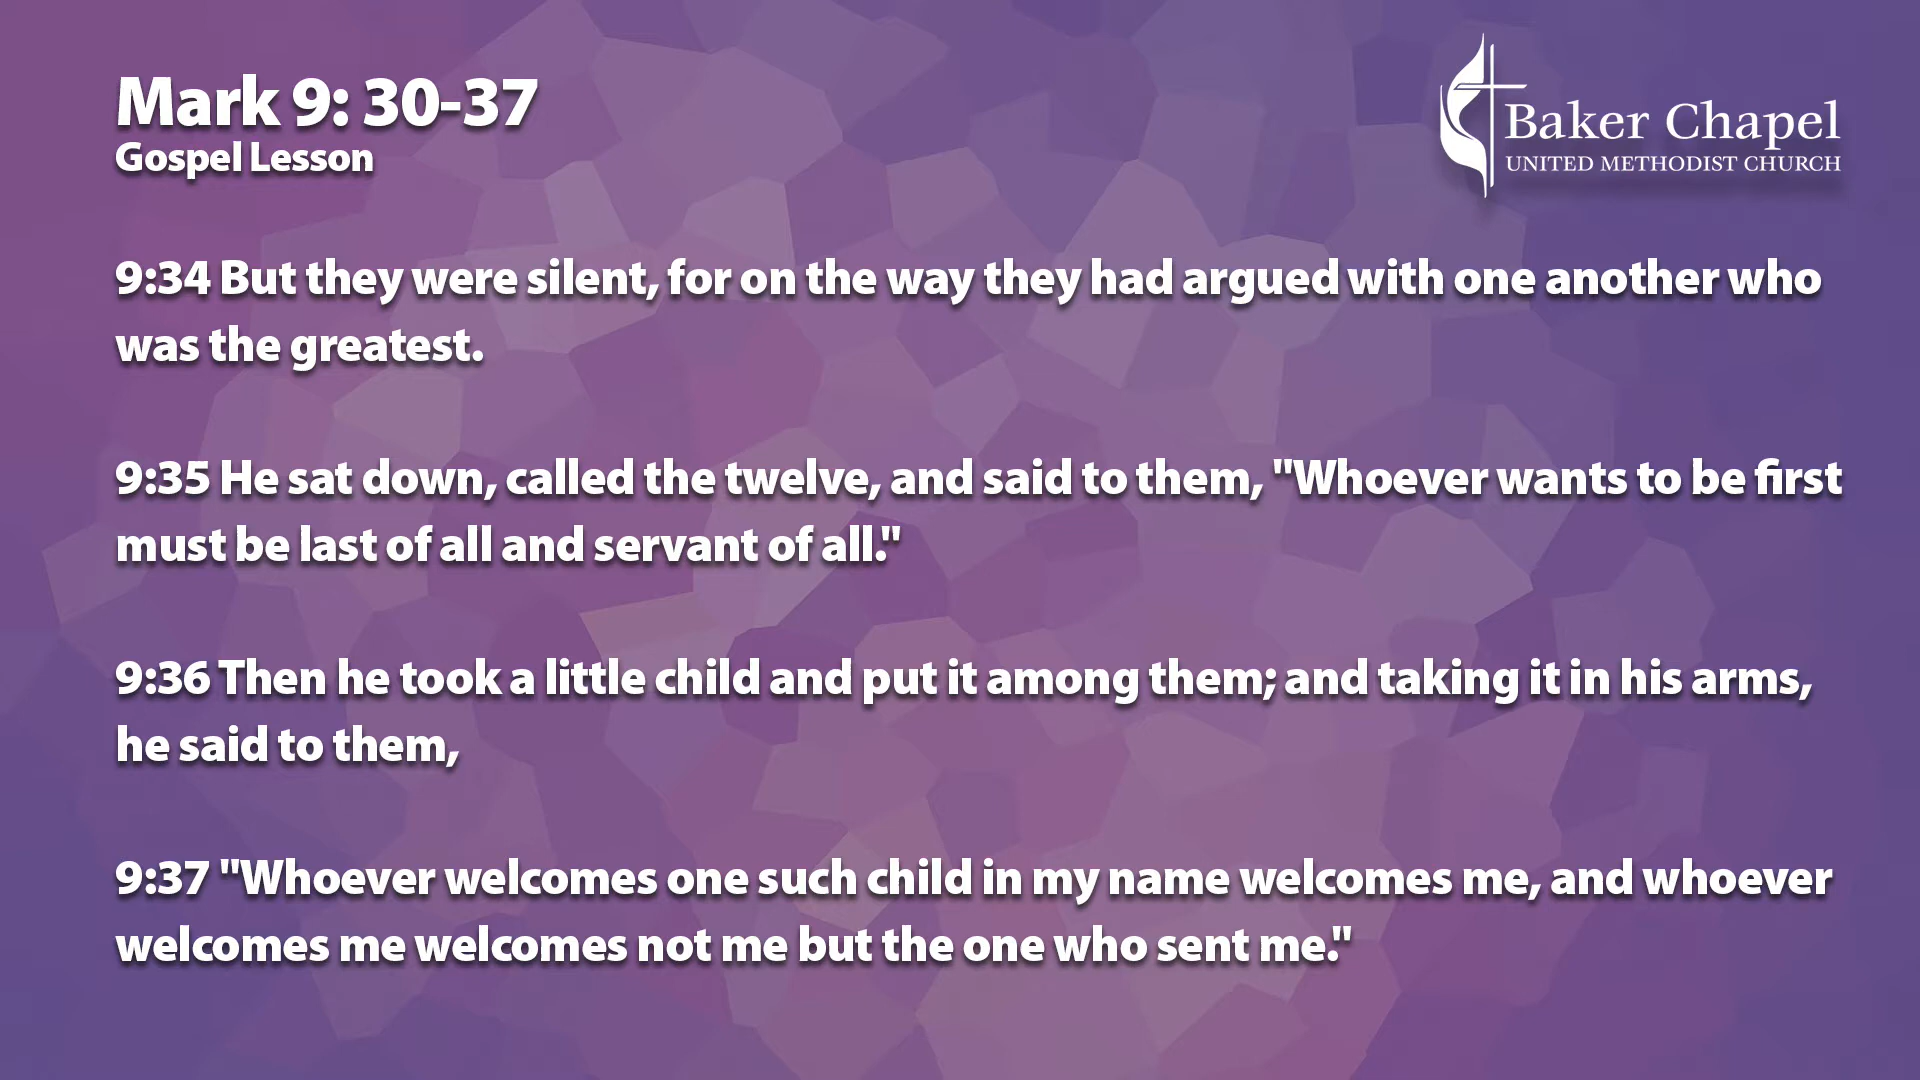 Mark 9: 30-37
Gospel Lesson
Baker Chapel
UNITED METHODIST CHURCH
9:34 But they were silent, for on the way they had argued with one another who
was the greatest.
9:35 He sat down, called the twelve, and said to them, "Whoever wants to be first
must be last of all and servant of all."
9:36 Then he took a little child and put it among them; and taking it in his arms,
he said to them,
9:37 "Whoever welcomes one such child in my name welcomes me, and whoever
welcomes me welcomes not me but the one who sent me."